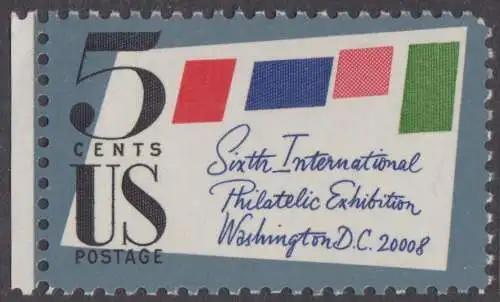 5
CENTS
US
POSTAGE
Sixth International
Philatelic Exhibition
Washington D.C. 20008